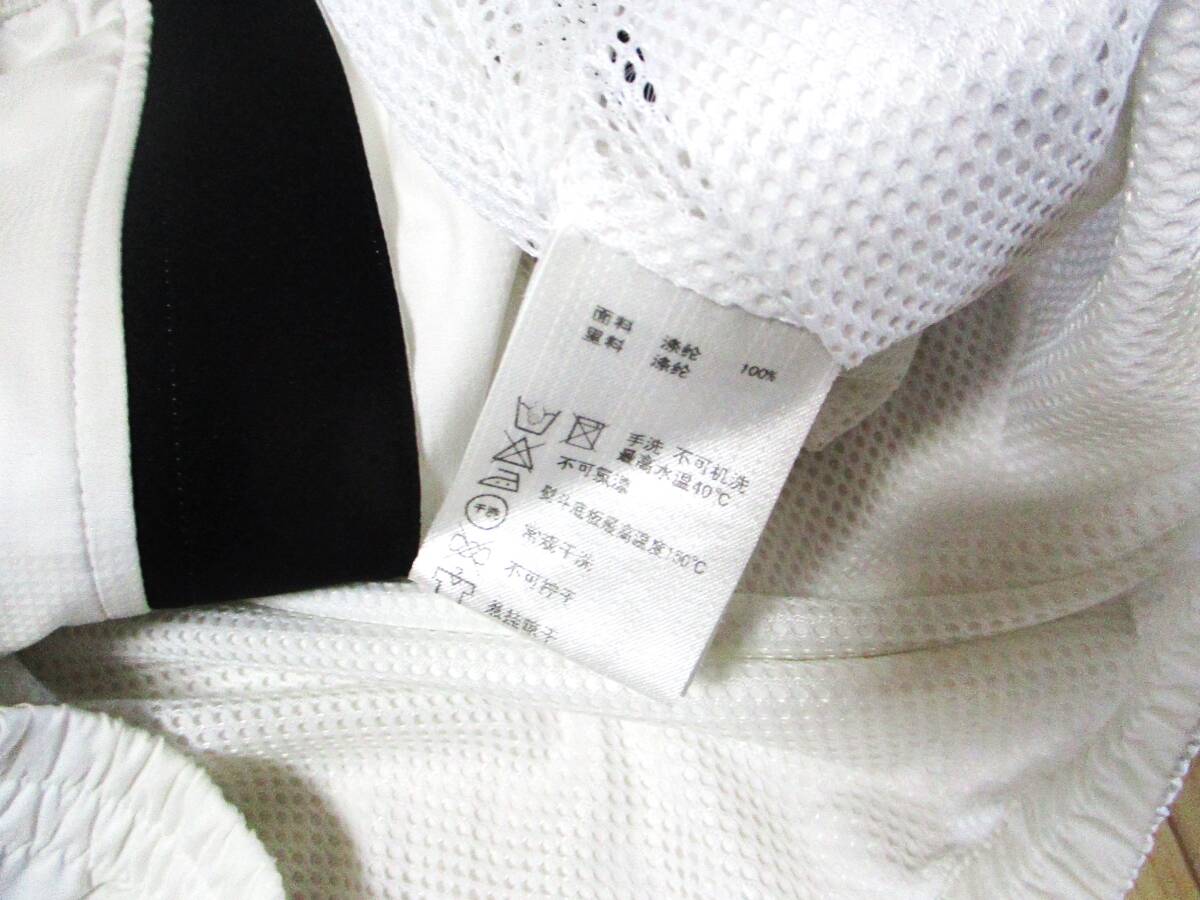 面料 涤纶 100%
里料 涤纶
手洗 不可机洗
最高水温40℃
不可氯漂
熨斗底板最高温度150℃
常规干洗
干洗
不可拧干
悬挂晾干